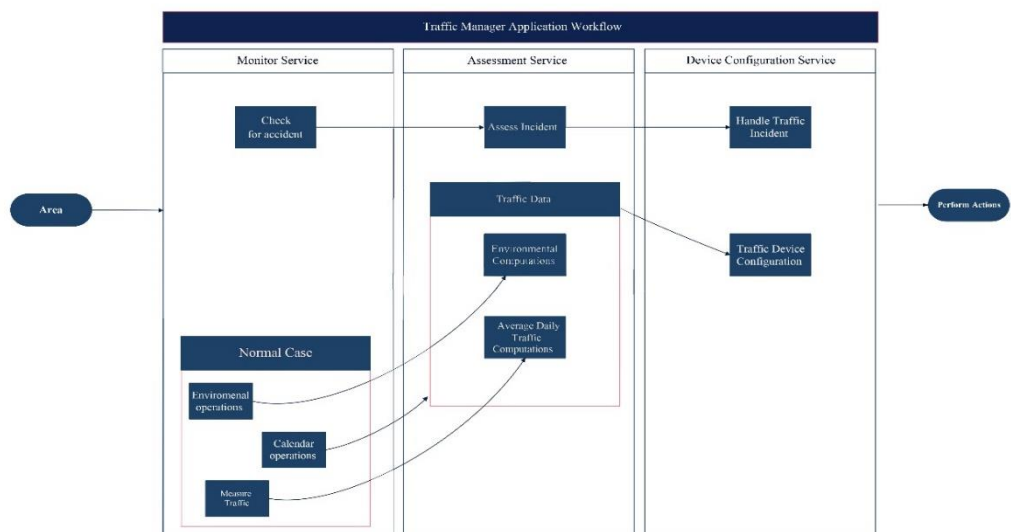 Traffic Manager Application Workflow
Monitor Service
Assessment Service
Device Configuration Service
Check
for accident
Assess Incident
Handle Traffic
Incident
Area
Traffic Data
Perform Actions
Environmental
Computations
Traffic Device
Configuration
Average Daily
Traffic
Computations
Normal Case
Enviromenal
operations
Calendar
operations
Measure
Traffic